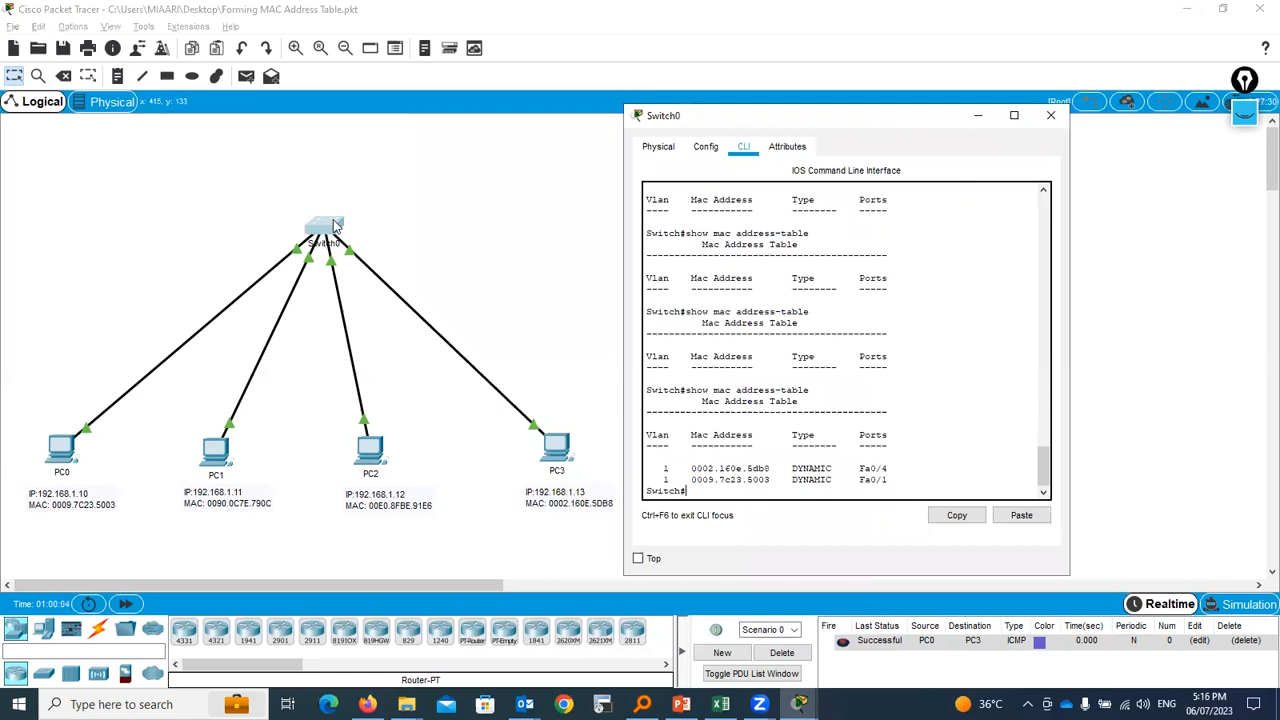 Cisco Packet Tracer - C:\Users\MIAARI\Desktop\Forming MAC Address Table.pkt
File Edit Options View Tools Extensions Help
Logical Physical x: 415, y: 133
Switch0
Physical Config CLI Attributes
IOS Command Line Interface
Vlan Mac Address Type Ports
---- ----------- -------- -----
Switch#show mac address-table
Mac Address Table
-------------------------------------------
Vlan Mac Address Type Ports
---- ----------- -------- -----
Switch#show mac address-table
Mac Address Table
-------------------------------------------
Vlan Mac Address Type Ports
---- ----------- -------- -----
Switch#show mac address-table
Mac Address Table
-------------------------------------------
Vlan Mac Address Type Ports
---- ----------- -------- -----
1 0002.160e.5db8 DYNAMIC Fa0/4
1 0009.7c23.5003 DYNAMIC Fa0/1
Switch#
Ctrl+F6 to exit CLI focus
Copy Paste
Top
Switch0
PC0
IP:192.168.1.10
MAC: 0009.7C23.5003
PC1
IP:192.168.1.11
MAC: 0090.0C7E.790C
PC2
IP:192.168.1.12
MAC: 00E0.8FBE.91E6
PC3
IP:192.168.1.13
MAC: 0002.160E.5DB8
Time: 01:00:04
Realtime Simulation
4331 4321 1941 2901 2911 819IOX 819HGW 829 1240 PT-Router PT-Empty 1841 2620XM 2621XM 2811
Router-PT
Scenario 0
New Delete
Toggle PDU List Window
Fire Last Status Source Destination Type Color Time(sec) Periodic Num Edit Delete
Successful PC0 PC3 ICMP 0.000 N 0 (edit) (delete)
Type here to search
36°C
ENG
5:16 PM
06/07/2023